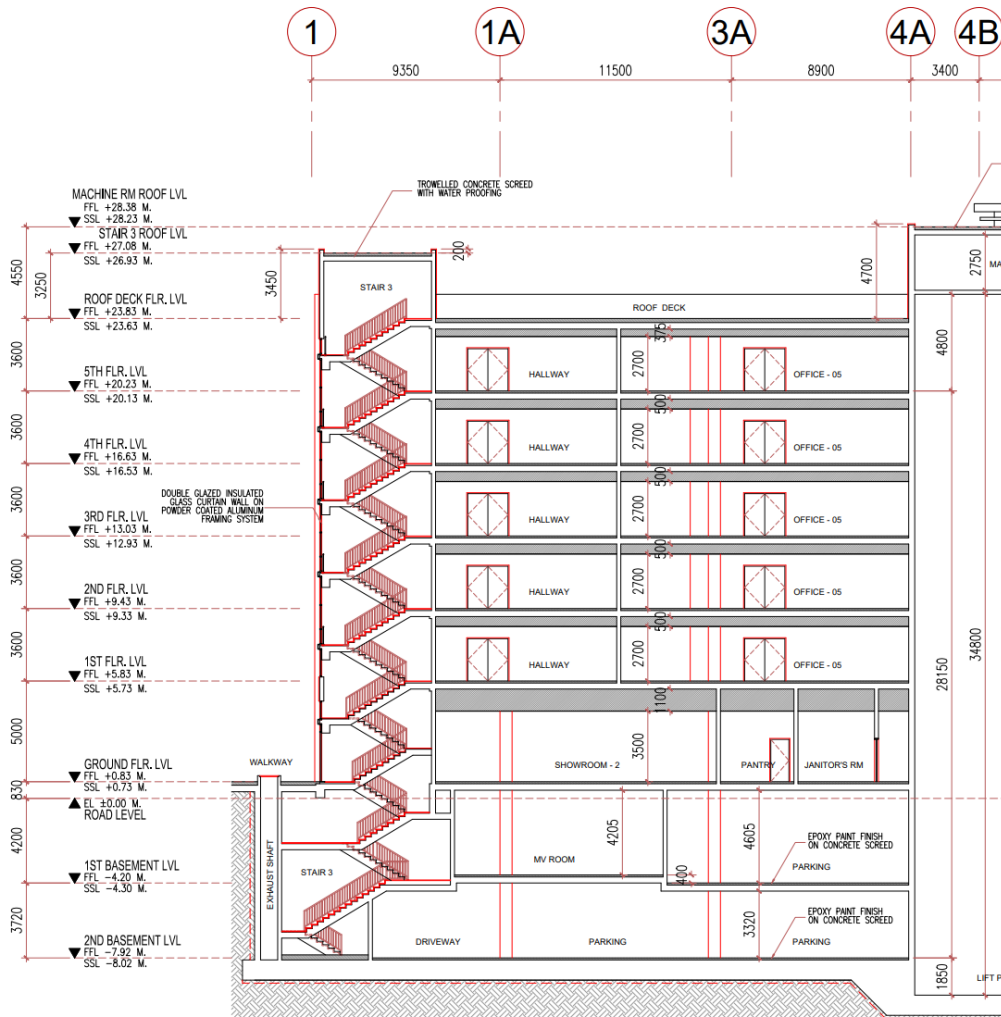 1
1A
3A
4A
4B
9350
11500
8900
3400
TROWELLED CONCRETE SCREED
WITH WATER PROOFING
MACHINE RM ROOF LVL
FFL +28.38 M.
SSL +28.23 M.
STAIR 3 ROOF LVL
FFL +27.08 M.
SSL +26.93 M.
4550
3250
3450
200
4700
2750
MA
STAIR 3
ROOF DECK
ROOF DECK FLR. LVL
FFL +23.83 M.
SSL +23.63 M.
3600
375
2700
HALLWAY
OFFICE - 05
4800
5TH FLR. LVL
FFL +20.23 M.
SSL +20.13 M.
3600
500
2700
HALLWAY
OFFICE - 05
4TH FLR. LVL
FFL +16.63 M.
SSL +16.53 M.
3600
500
2700
HALLWAY
OFFICE - 05
DOUBLE GLAZED INSULATED
GLASS CURTAIN WALL ON
POWDER COATED ALUMINUM
FRAMING SYSTEM
3RD FLR. LVL
FFL +13.03 M.
SSL +12.93 M.
3600
500
2700
HALLWAY
OFFICE - 05
2ND FLR. LVL
FFL +9.43 M.
SSL +9.33 M.
3600
500
2700
HALLWAY
OFFICE - 05
34800
28150
1ST FLR. LVL
FFL +5.83 M.
SSL +5.73 M.
5000
1100
3500
SHOWROOM - 2
PANTRY
JANITOR'S RM
WALKWAY
GROUND FLR. LVL
FFL +0.83 M.
SSL +0.73 M.
830
EL ±0.00 M.
ROAD LEVEL
4200
4205
4605
EPOXY PAINT FINISH
ON CONCRETE SCREED
MV ROOM
PARKING
400
STAIR 3
EXHAUST SHAFT
1ST BASEMENT LVL
FFL -4.20 M.
SSL -4.30 M.
3720
3320
EPOXY PAINT FINISH
ON CONCRETE SCREED
DRIVEWAY
PARKING
PARKING
2ND BASEMENT LVL
FFL -7.92 M.
SSL -8.02 M.
1850
LIFT P